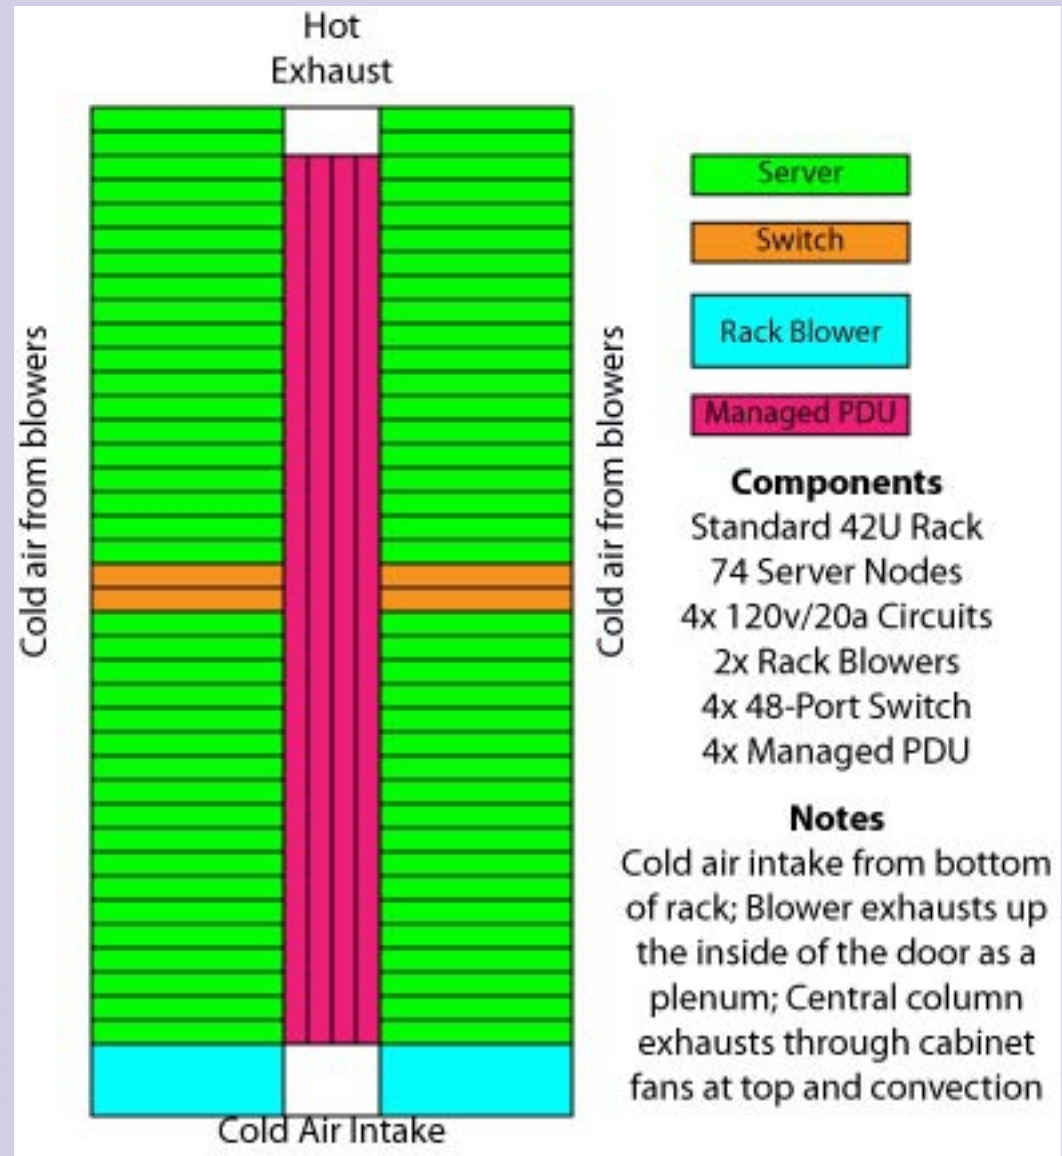 Hot
Exhaust
Cold air from blowers
Cold air from blowers
Cold Air Intake
Server
Switch
Rack Blower
Managed PDU
Components
Standard 42U Rack
74 Server Nodes
4x 120v/20a Circuits
2x Rack Blowers
4x 48-Port Switch
4x Managed PDU
Notes
Cold air intake from bottom
of rack; Blower exhausts up
the inside of the door as a
plenum; Central column
exhausts through cabinet
fans at top and convection